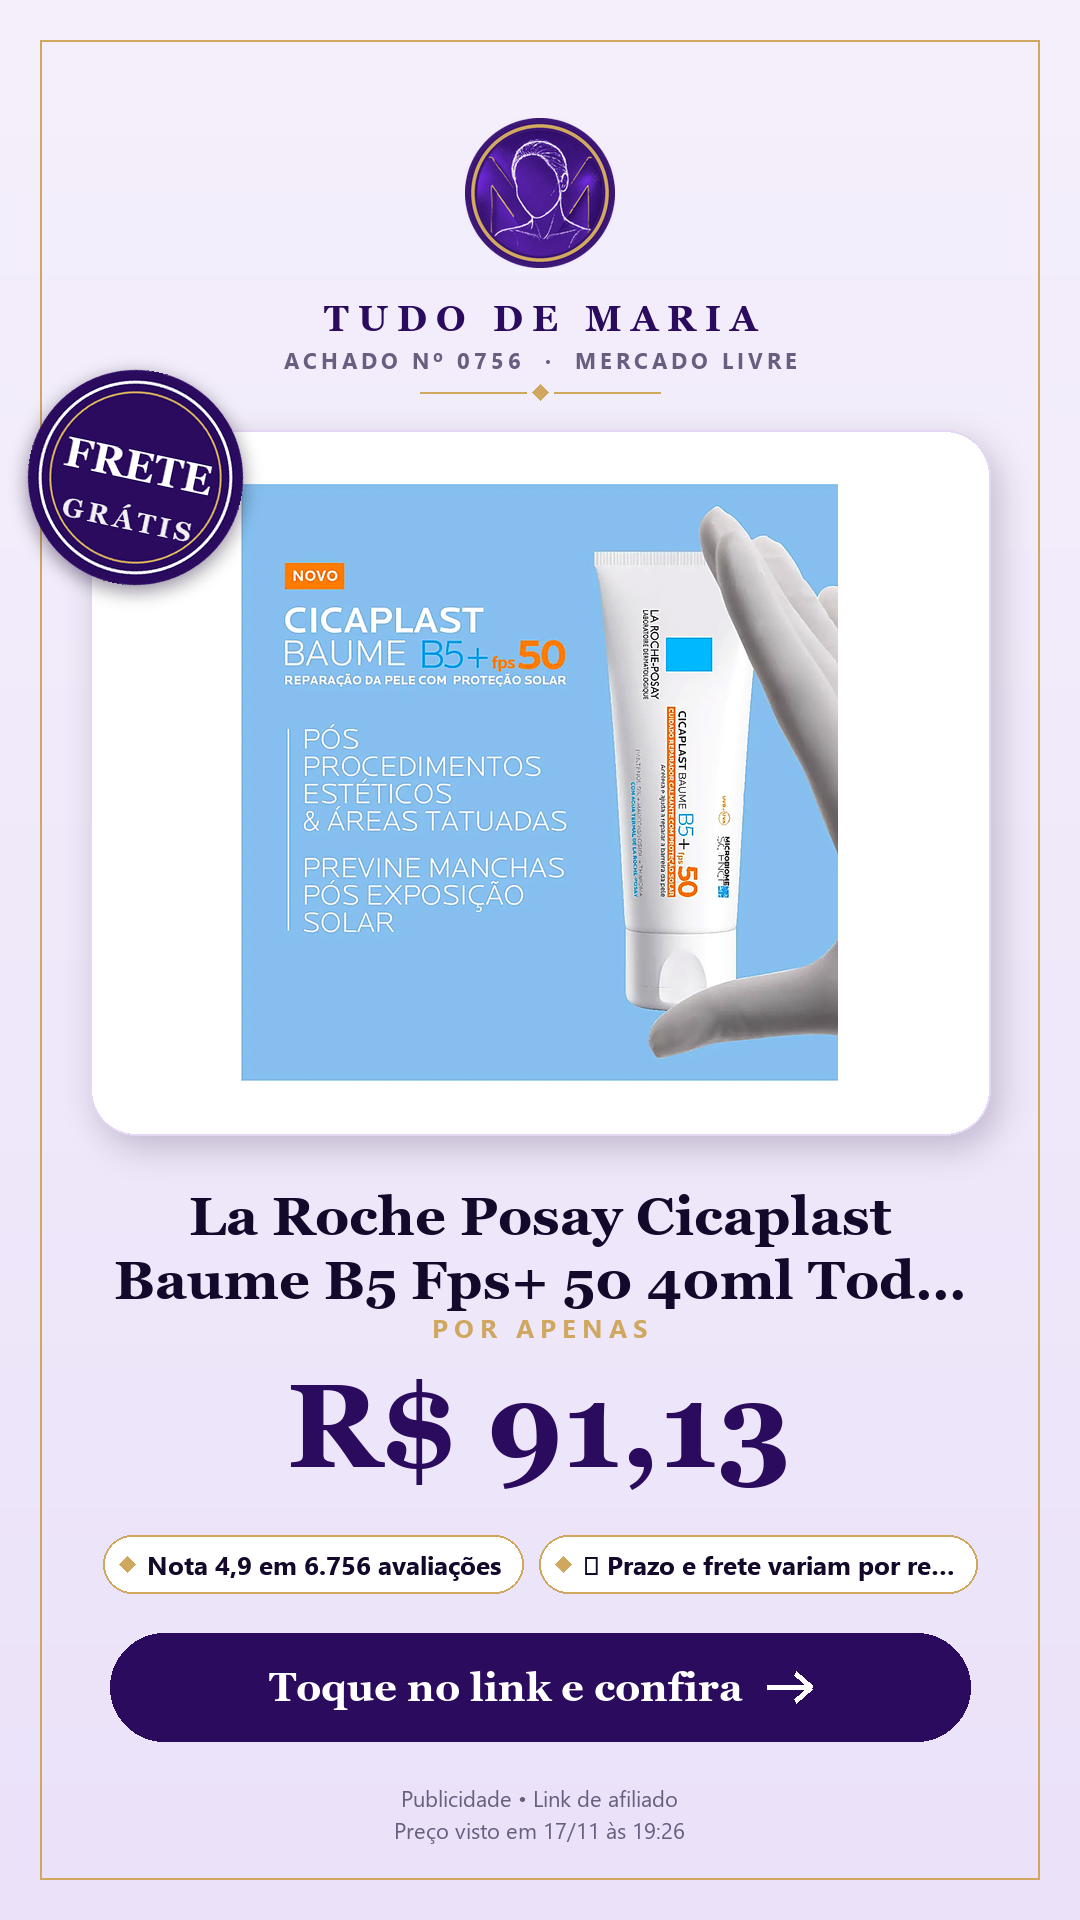 TUDO DE MARIA
ACHADO Nº 0756 · MERCADO LIVRE
FRETE
GRÁTIS
NOVO
CICAPLAST
BAUME B5+ fps 50
REPARAÇÃO DA PELE COM PROTEÇÃO SOLAR
PÓS
PROCEDIMENTOS
ESTÉTICOS
& ÁREAS TATUADAS
PREVINE MANCHAS
PÓS EXPOSIÇÃO
SOLAR
LA ROCHE-POSAY
LABORATOIRE DERMATOLOGIQUE
CICAPLAST BAUME B5+ fps 50
La Roche Posay Cicaplast
Baume B5 Fps+ 50 40ml Tod...
POR APENAS
R$ 91,13
Nota 4,9 em 6.756 avaliações
Prazo e frete variam por re...
Toque no link e confira →
Publicidade • Link de afiliado
Preço visto em 17/11 às 19:26